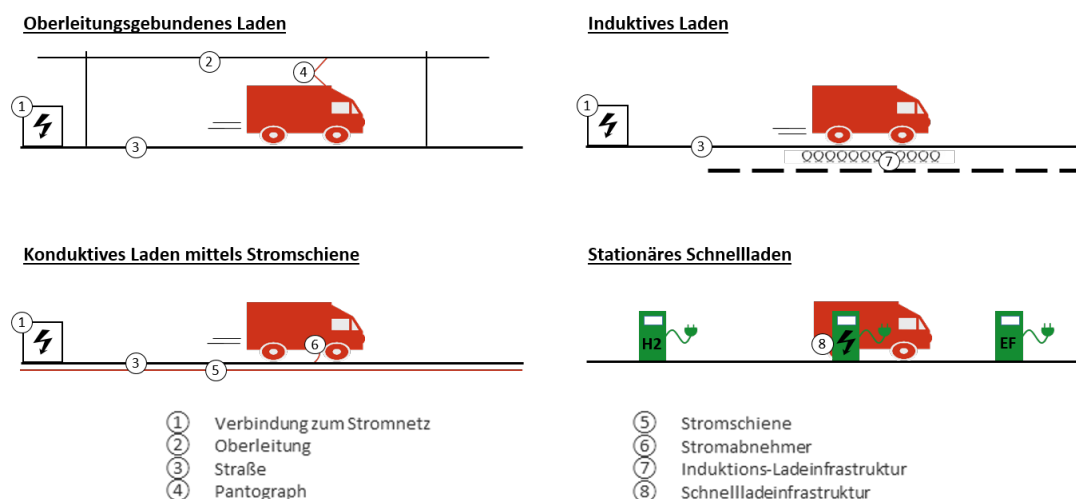 Oberleitungsgebundenes Laden
2
4
1
3
Induktives Laden
1
3
7
Konduktives Laden mittels Stromschiene
1
6
3
5
Stationäres Schnellladen
H2
8
EF
1 Verbindung zum Stromnetz
2 Oberleitung
3 Straße
4 Pantograph
5 Stromschiene
6 Stromabnehmer
7 Induktions-Ladeinfrastruktur
8 Schnellladeinfrastruktur